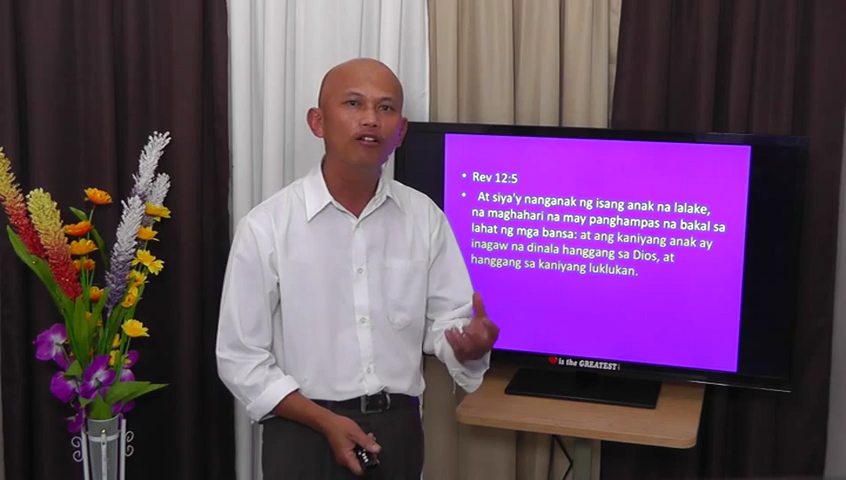 • Rev 12:5
• At siya'y nanganak ng isang anak na lalake,
na maghahari na may panghampas na bakal sa
lahat ng mga bansa: at ang kaniyang anak ay
inagaw na dinala hanggang sa Dios, at
hanggang sa kaniyang luklukan.
is the GREATEST!